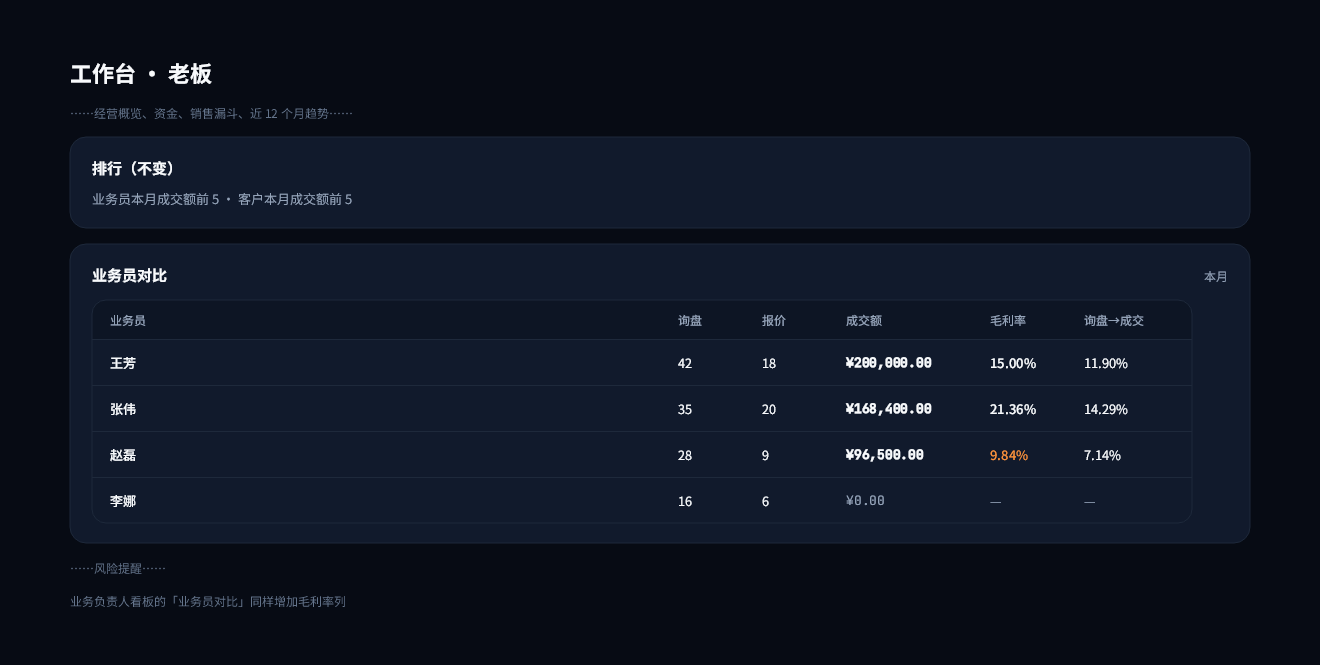 工作台 · 老板
……经营概览、资金、销售漏斗、近 12 个月趋势……
排行（不变）
业务员本月成交额前 5 · 客户本月成交额前 5
业务员对比 本月
业务员 询盘 报价 成交额 毛利率 询盘→成交
王芳 42 18 ¥200,000.00 15.00% 11.90%
张伟 35 20 ¥168,400.00 21.36% 14.29%
赵磊 28 9 ¥96,500.00 9.84% 7.14%
李娜 16 6 ¥0.00 — —
……风险提醒……
业务负责人看板的「业务员对比」同样增加毛利率列